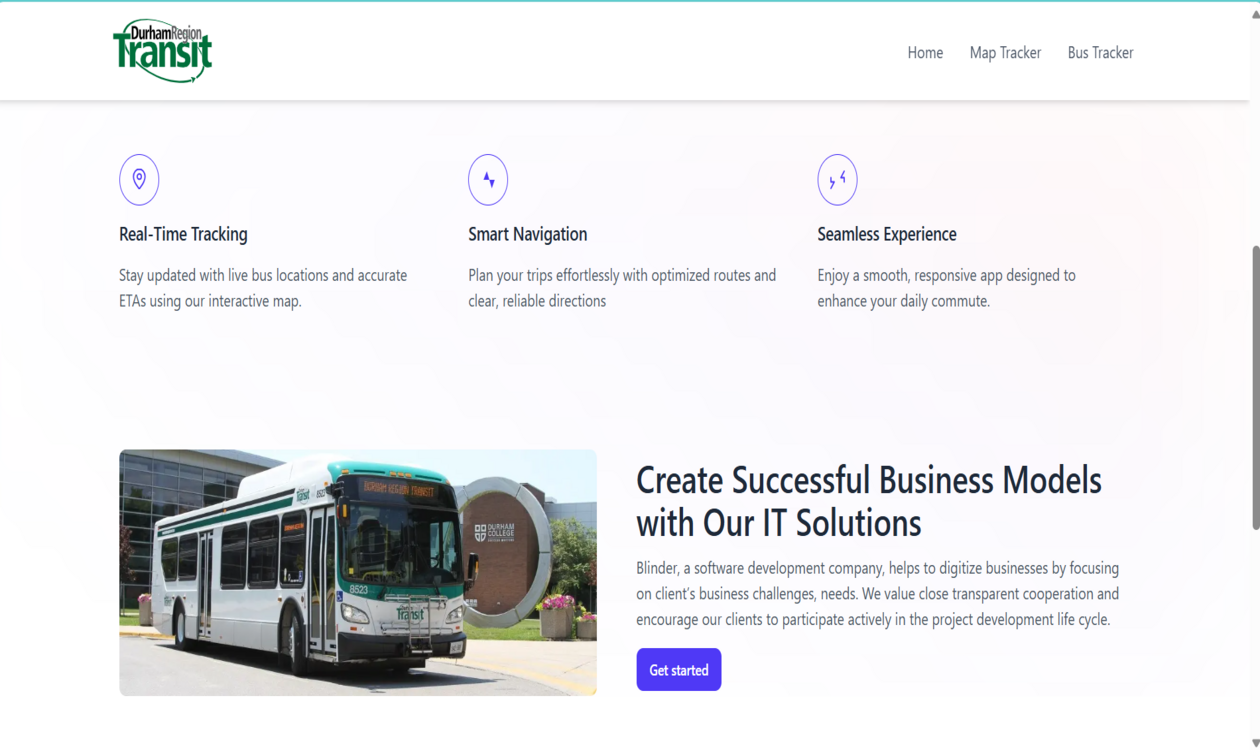 DurhamRegion
Transit
Home
Map Tracker
Bus Tracker
Real-Time Tracking
Stay updated with live bus locations and accurate
ETAs using our interactive map.
Smart Navigation
Plan your trips effortlessly with optimized routes and
clear, reliable directions
Seamless Experience
Enjoy a smooth, responsive app designed to
enhance your daily commute.
DURHAM REGION TRANSIT
Transit
8523
DURHAM
COLLEGE
8523
Transit
Create Successful Business Models
with Our IT Solutions
Blinder, a software development company, helps to digitize businesses by focusing
on client's business challenges, needs. We value close transparent cooperation and
encourage our clients to participate actively in the project development life cycle.
Get started